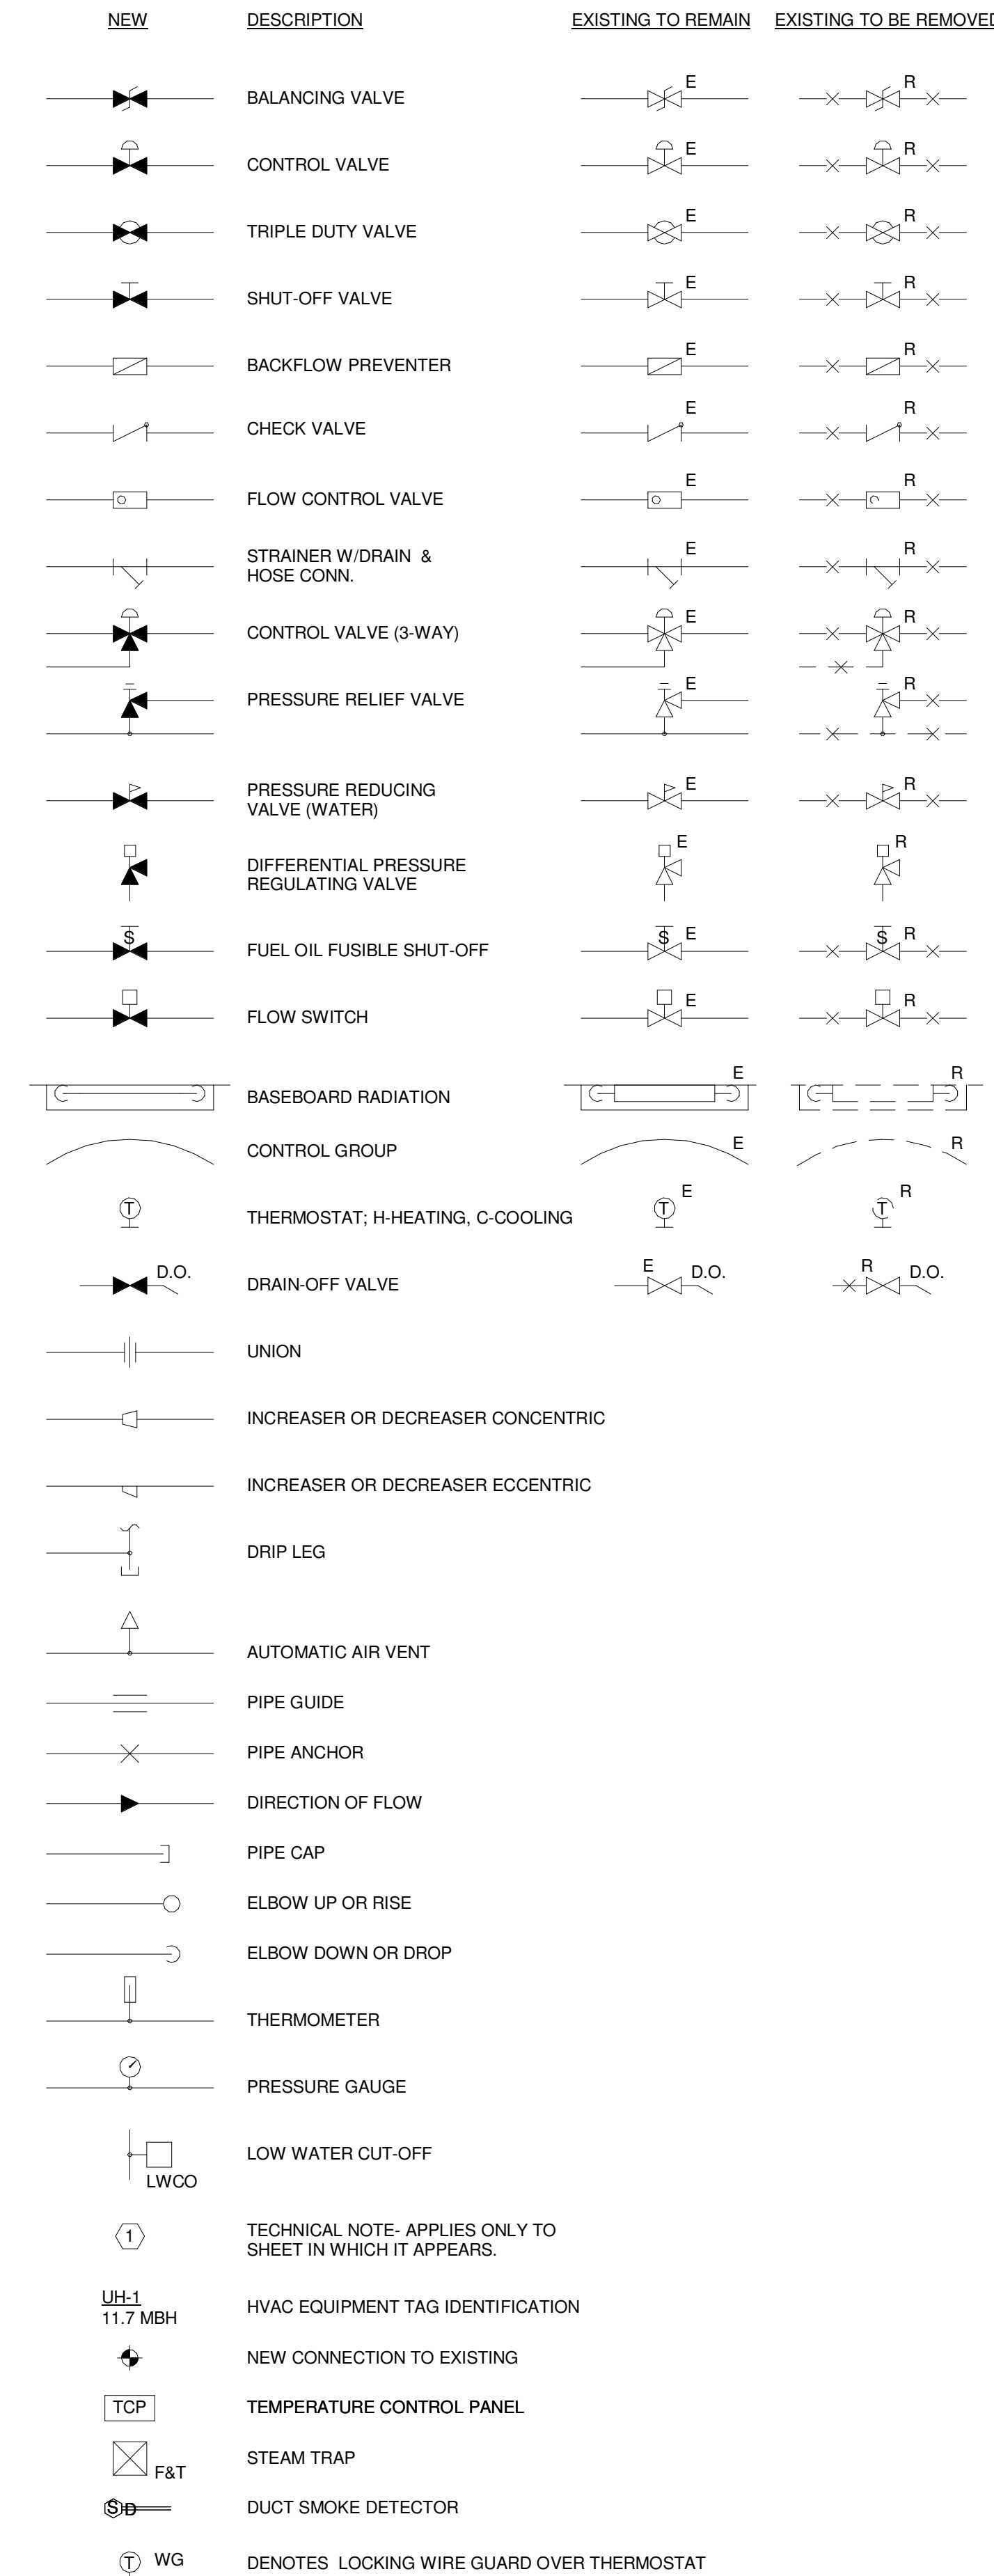 NEW DESCRIPTION EXISTING TO REMAIN EXISTING TO BE REMOVED
BALANCING VALVE E R
CONTROL VALVE E R
TRIPLE DUTY VALVE E R
SHUT-OFF VALVE E R
BACKFLOW PREVENTER E R
CHECK VALVE E R
FLOW CONTROL VALVE E R
STRAINER W/DRAIN & E R
HOSE CONN.
CONTROL VALVE (3-WAY) E R
PRESSURE RELIEF VALVE E R
PRESSURE REDUCING E R
VALVE (WATER)
DIFFERENTIAL PRESSURE E R
REGULATING VALVE
S FUEL OIL FUSIBLE SHUT-OFF S E S R
FLOW SWITCH E R
BASEBOARD RADIATION E R
CONTROL GROUP E R
T THERMOSTAT; H-HEATING, C-COOLING T E T R
D.O. DRAIN-OFF VALVE E D.O. R D.O.
UNION
INCREASER OR DECREASER CONCENTRIC
INCREASER OR DECREASER ECCENTRIC
DRIP LEG
AUTOMATIC AIR VENT
PIPE GUIDE
PIPE ANCHOR
DIRECTION OF FLOW
PIPE CAP
ELBOW UP OR RISE
ELBOW DOWN OR DROP
THERMOMETER
PRESSURE GAUGE
LOW WATER CUT-OFF
LWCO
1 TECHNICAL NOTE- APPLIES ONLY TO
SHEET IN WHICH IT APPEARS.
UH-1
11.7 MBH HVAC EQUIPMENT TAG IDENTIFICATION
NEW CONNECTION TO EXISTING
TCP TEMPERATURE CONTROL PANEL
F&T STEAM TRAP
S D DUCT SMOKE DETECTOR
T WG DENOTES LOCKING WIRE GUARD OVER THERMOSTAT